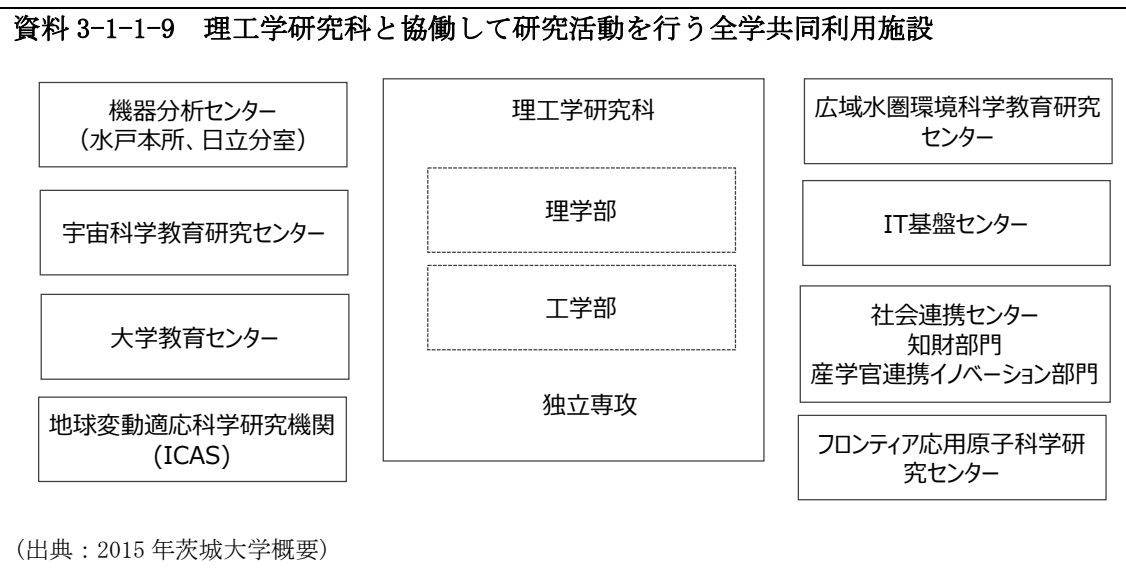 資料 3-1-1-9　理工学研究科と協働して研究活動を行う全学共同利用施設
機器分析センター
（水戸本所、日立分室）
宇宙科学教育研究センター
大学教育センター
地球変動適応科学研究機関
(ICAS)
理工学研究科
理学部
工学部
独立専攻
広域水圏環境科学教育研究
センター
IT基盤センター
社会連携センター
知財部門
産学官連携イノベーション部門
フロンティア応用原子科学研
究センター
（出典：2015 年茨城大学概要）